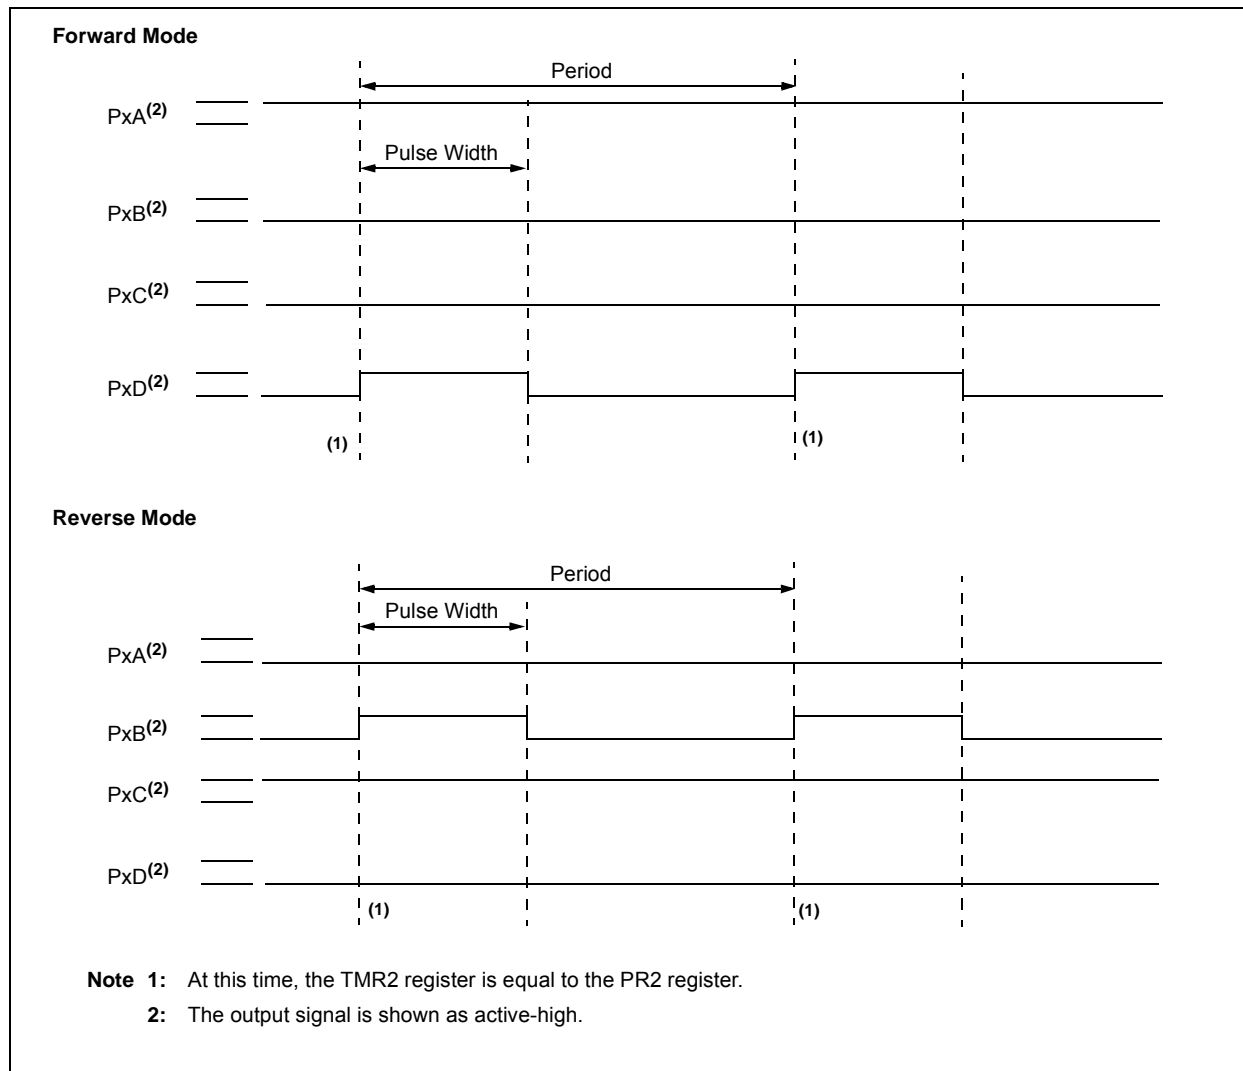 Forward Mode
Period
PxA(2)
Pulse Width
PxB(2)
PxC(2)
PxD(2)
(1)
(1)
Reverse Mode
Period
Pulse Width
PxA(2)
PxB(2)
PxC(2)
PxD(2)
(1)
(1)
Note 1: At this time, the TMR2 register is equal to the PR2 register.
2: The output signal is shown as active-high.